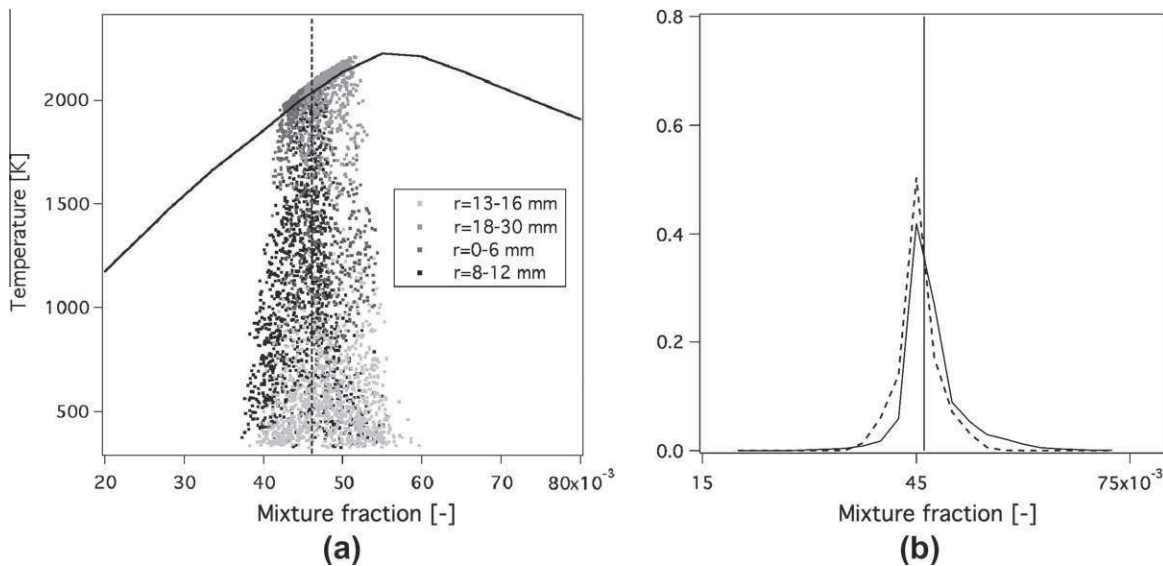 Temperature [K]
2000
1500
1000
500
r=13-16 mm
r=18-30 mm
r=0-6 mm
r=8-12 mm
20 30 40 50 60 70 80x10⁻³
Mixture fraction [-]
(a)
0.8
0.6
0.4
0.2
0.0
15 45 75x10⁻³
Mixture fraction [-]
(b)